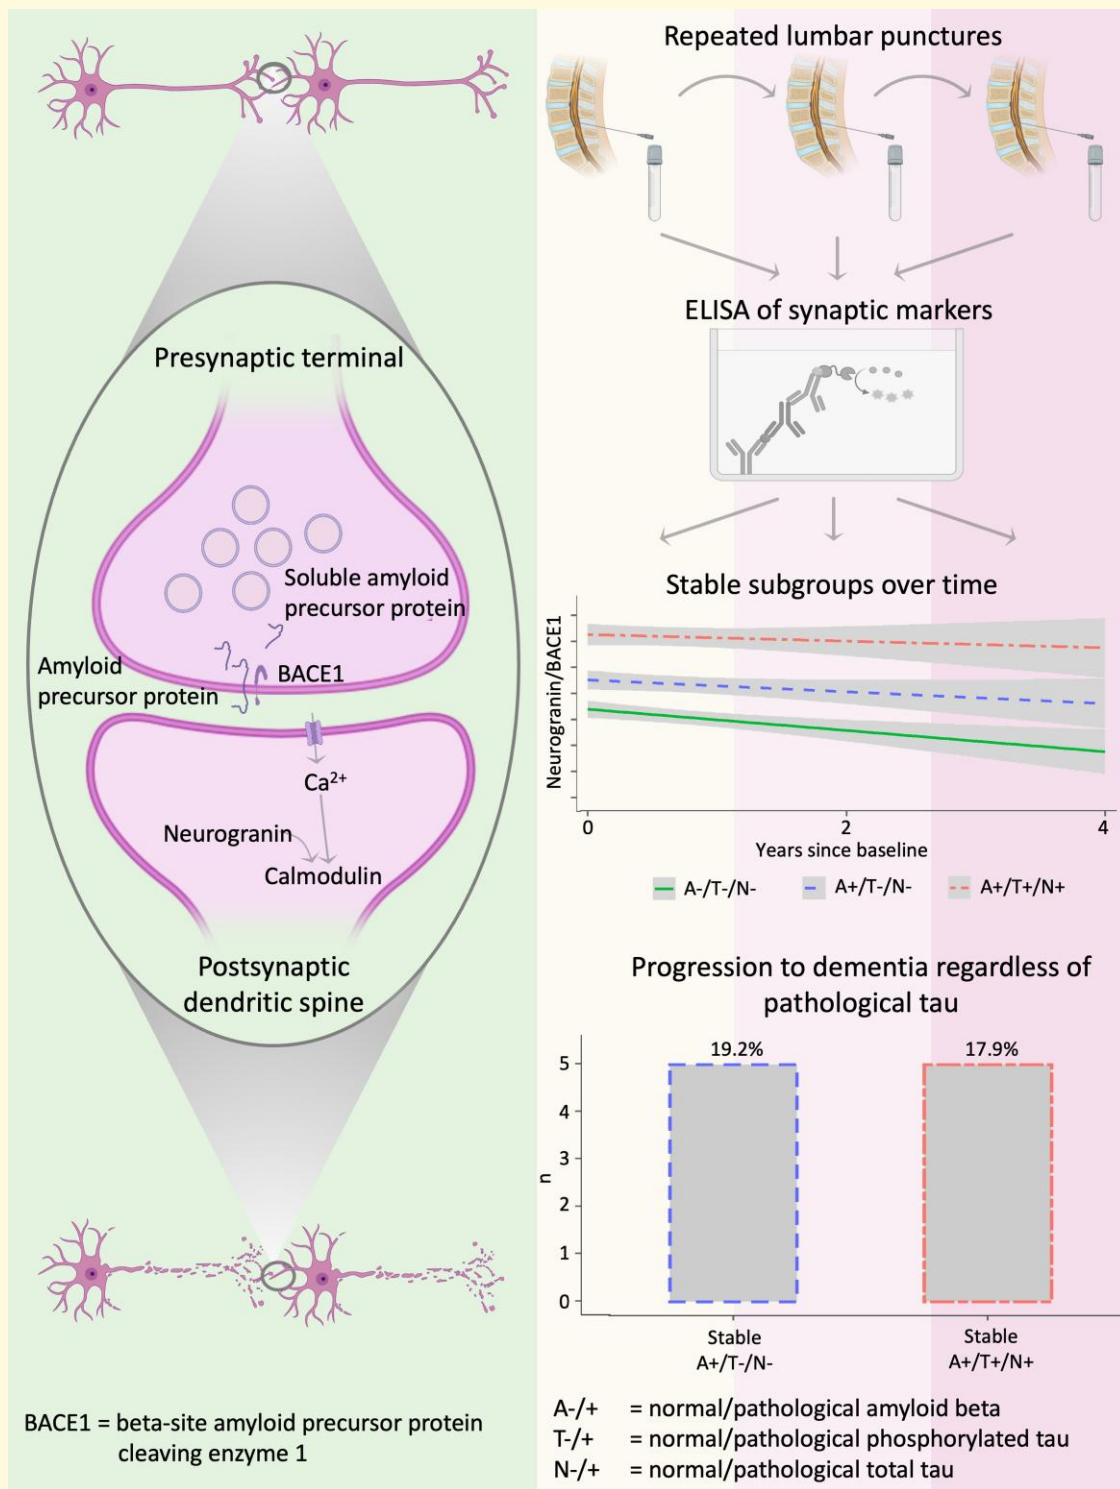 Presynaptic terminal
Soluble amyloid
precursor protein
Amyloid
precursor protein
BACE1
Ca²⁺
Neurogranin
Calmodulin
Postsynaptic
dendritic spine
BACE1 = beta-site amyloid precursor protein
cleaving enzyme 1
Repeated lumbar punctures
ELISA of synaptic markers
Stable subgroups over time
Neurogranin/BACE1
0 2 4
Years since baseline
A-/T-/N- A+/T-/N- A+/T+/N+
Progression to dementia regardless of
pathological tau
19.2% 17.9%
5
4
3
2
1
0
n
Stable Stable
A+/T-/N- A+/T+/N+
A-/+ = normal/pathological amyloid beta
T-/+ = normal/pathological phosphorylated tau
N-/+ = normal/pathological total tau